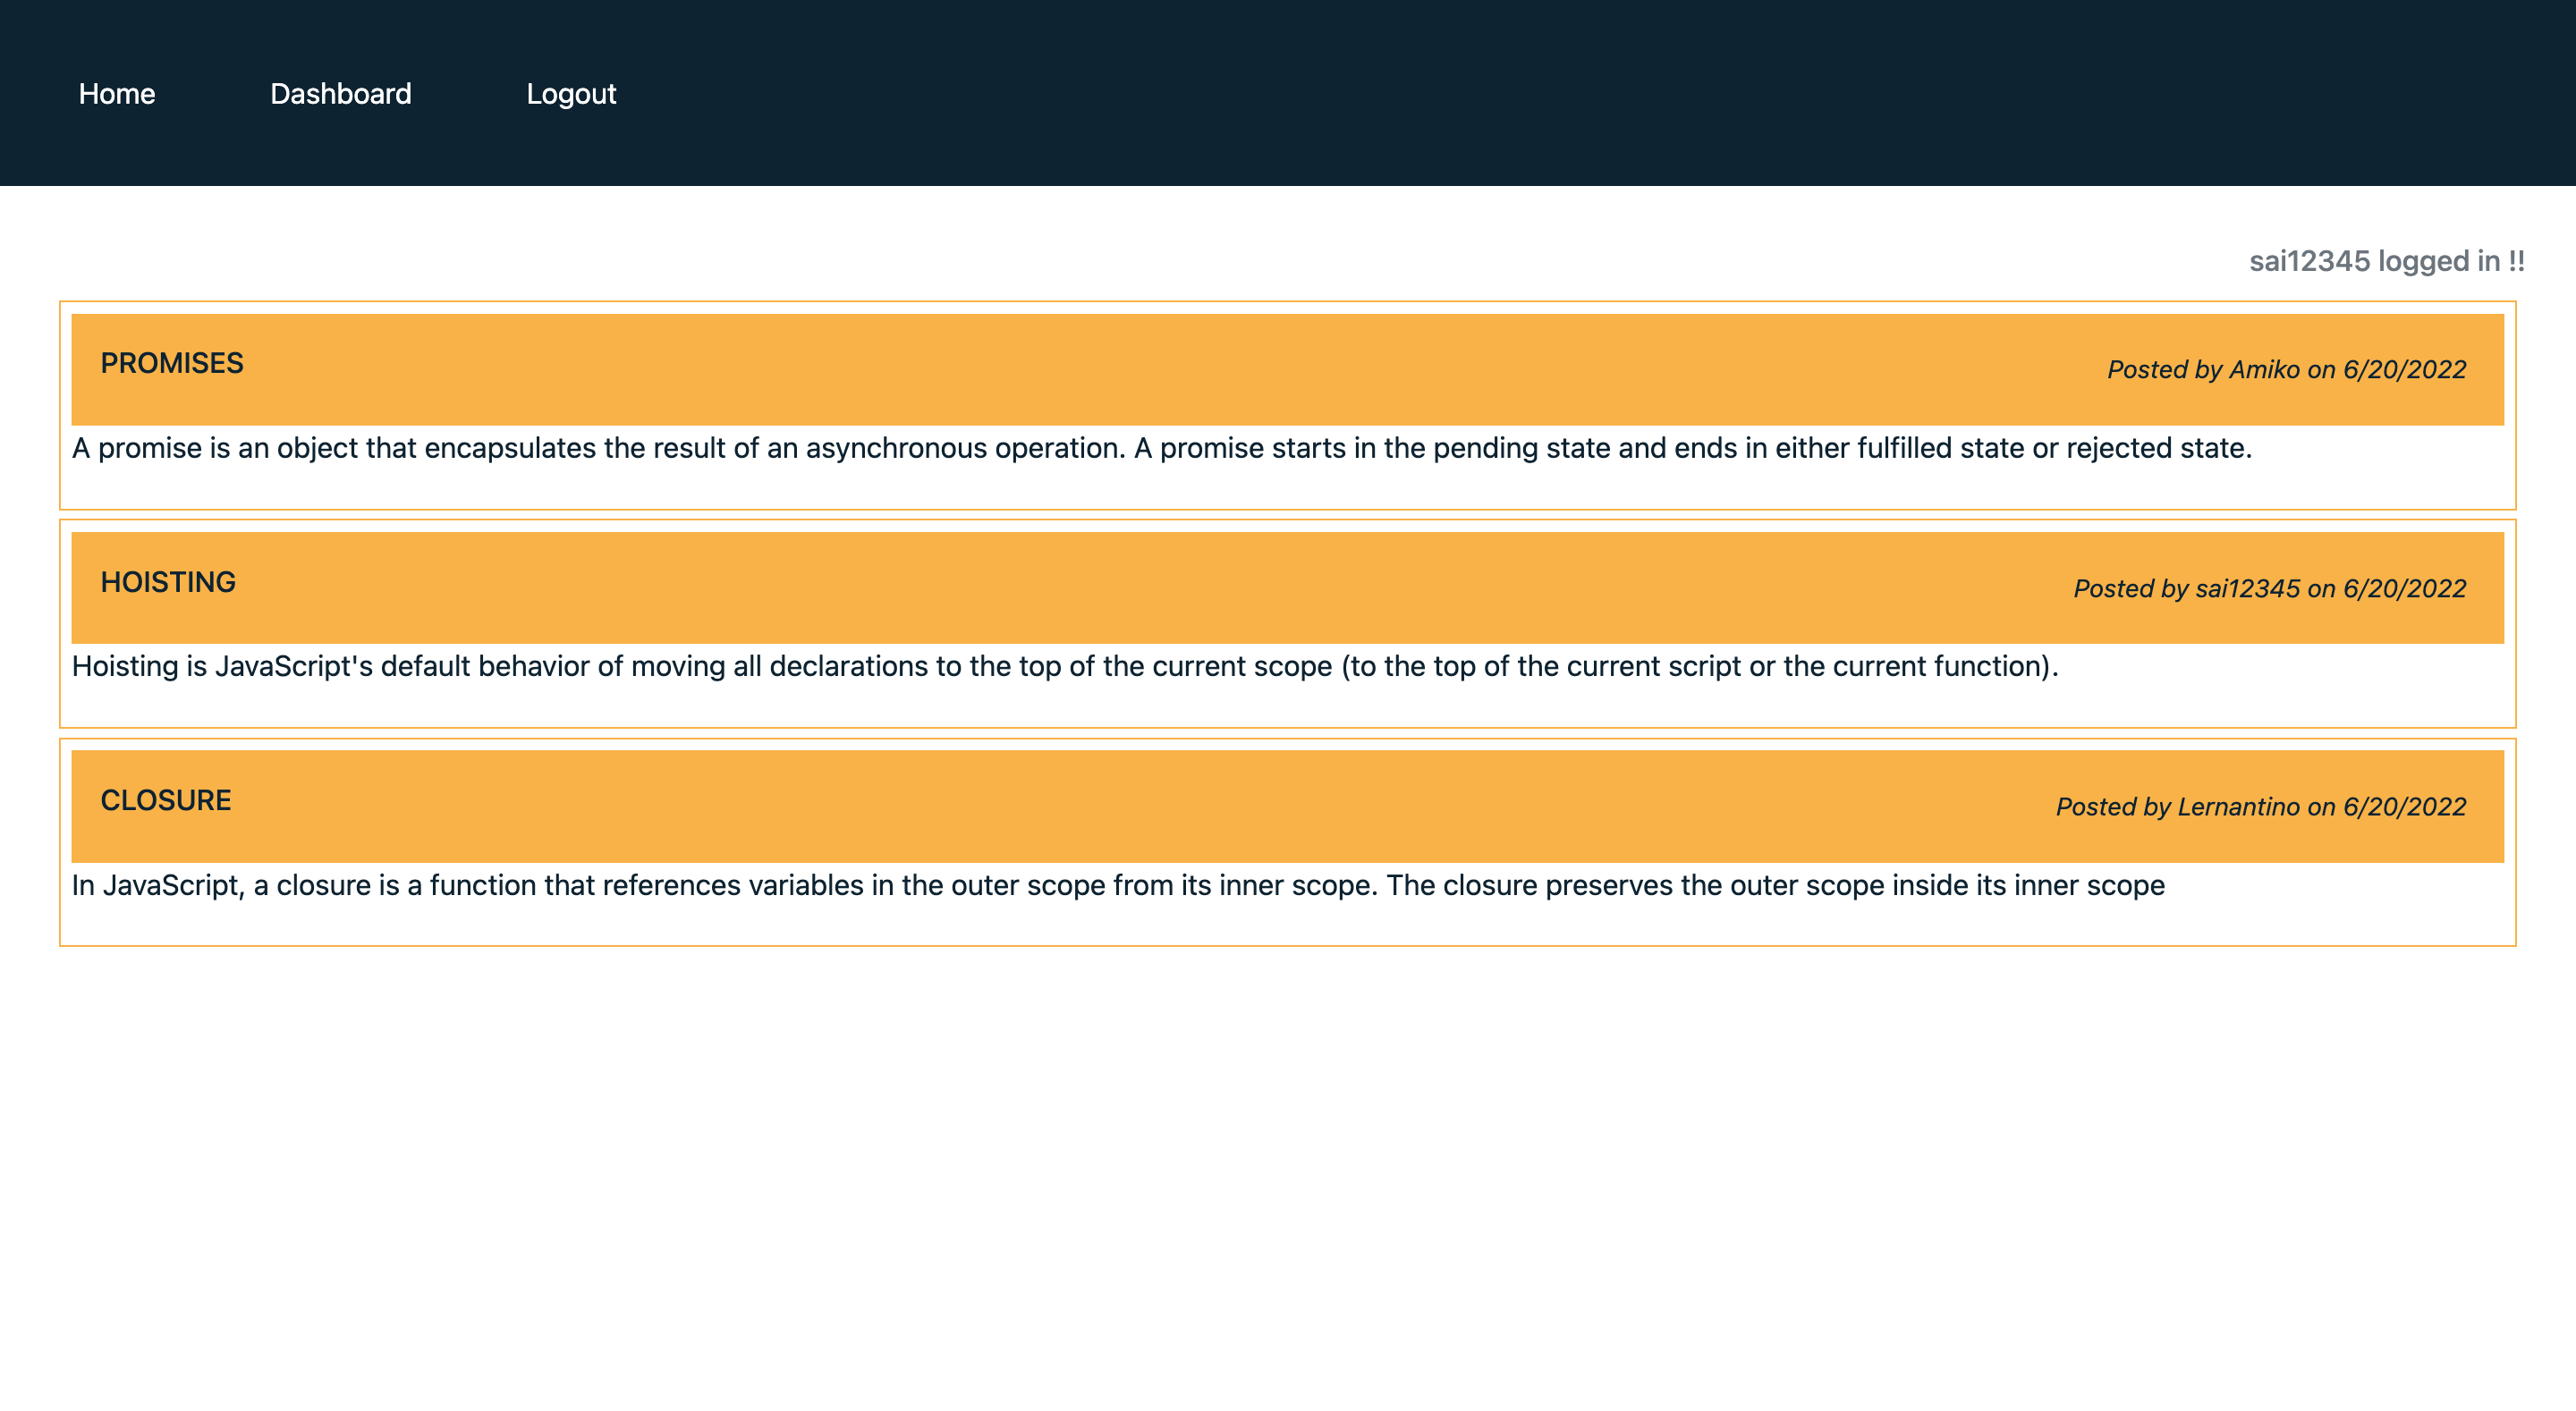 Home Dashboard Logout
sai12345 logged in !!
PROMISES
Posted by Amiko on 6/20/2022
A promise is an object that encapsulates the result of an asynchronous operation. A promise starts in the pending state and ends in either fulfilled state or rejected state.
HOISTING
Posted by sai12345 on 6/20/2022
Hoisting is JavaScript's default behavior of moving all declarations to the top of the current scope (to the top of the current script or the current function).
CLOSURE
Posted by Lernantino on 6/20/2022
In JavaScript, a closure is a function that references variables in the outer scope from its inner scope. The closure preserves the outer scope inside its inner scope